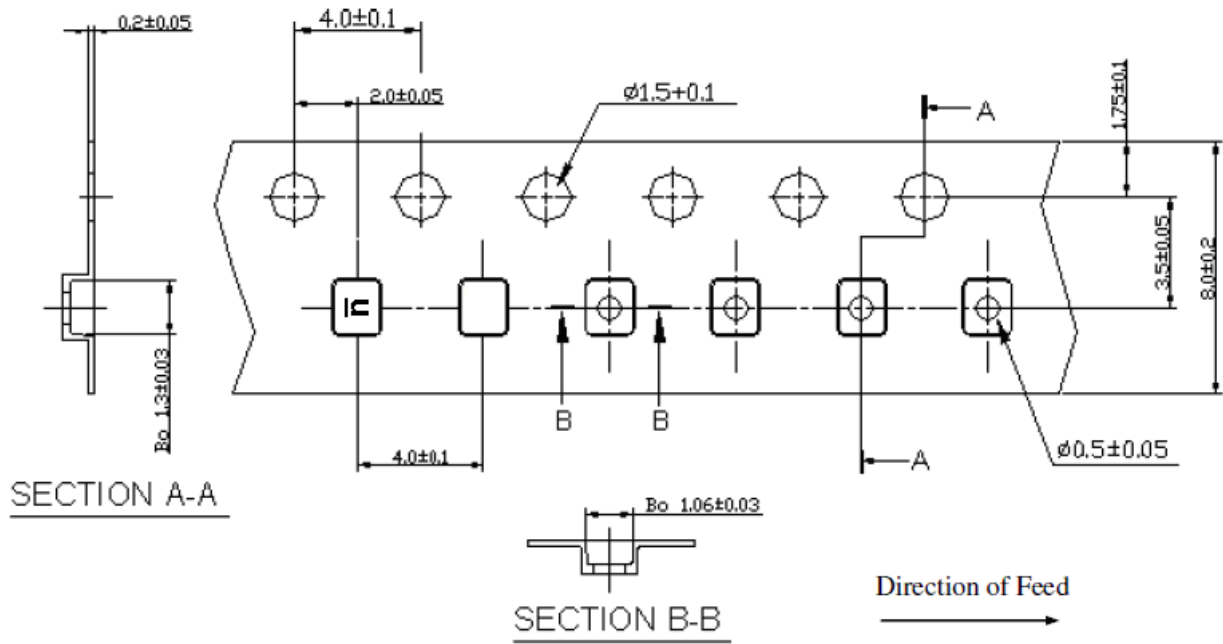 0.2±0.05
4.0±0.1
2.0±0.05
ϕ1.5+0.1
A
1.75±0.1
3.5±0.05
8.0±0.2
Bo 1.3±0.03
B
B
4.0±0.1
A
ϕ0.5±0.05
SECTION A-A
Bo 1.06±0.03
SECTION B-B
Direction of Feed